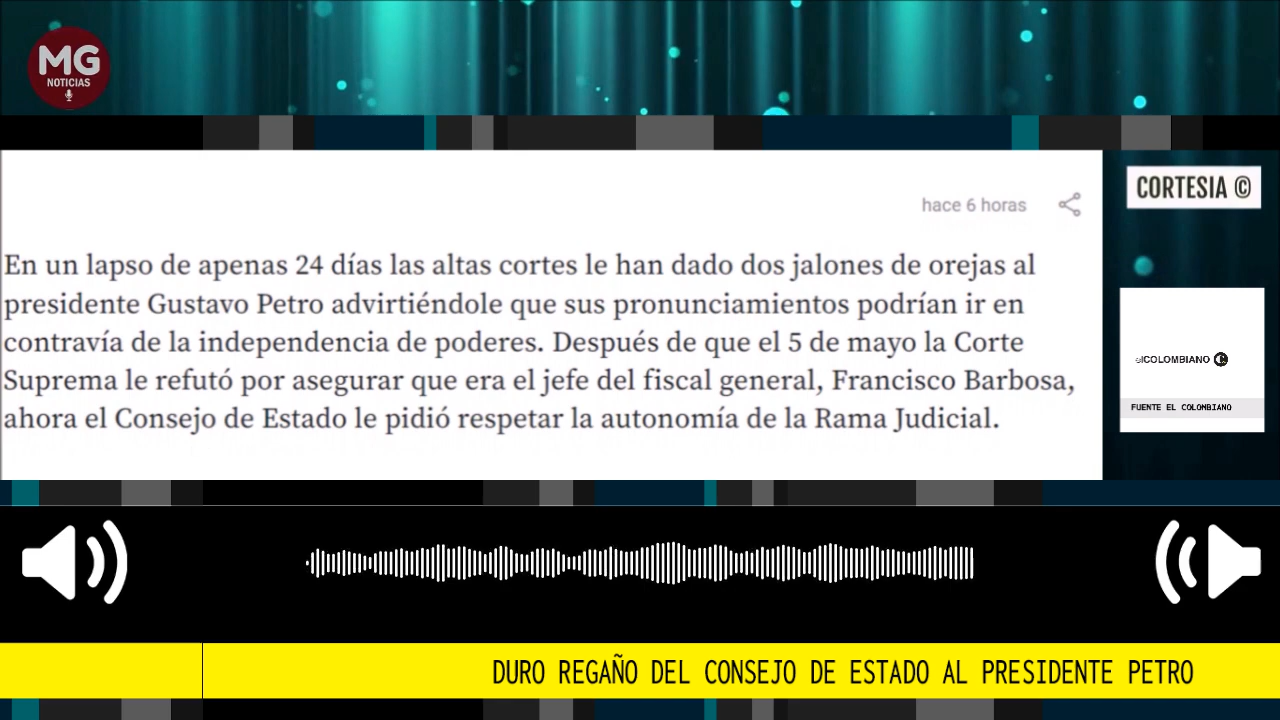 MG
NOTICIAS
CORTESIA ©
hace 6 horas
En un lapso de apenas 24 días las altas cortes le han dado dos jalones de orejas al
presidente Gustavo Petro advirtiéndole que sus pronunciamientos podrían ir en
contravía de la independencia de poderes. Después de que el 5 de mayo la Corte
Suprema le refutó por asegurar que era el jefe del fiscal general, Francisco Barbosa,
ahora el Consejo de Estado le pidió respetar la autonomía de la Rama Judicial.
elCOLOMBIANO C
FUENTE EL COLOMBIANO
DURO REGAÑO DEL CONSEJO DE ESTADO AL PRESIDENTE PETRO